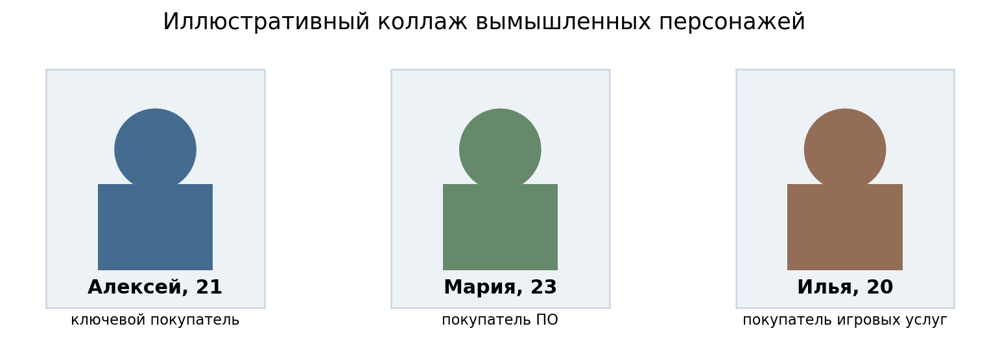 Иллюстративный коллаж вымышленных персонажей
Алексей, 21
ключевой покупатель
Мария, 23
покупатель ПО
Илья, 20
покупатель игровых услуг